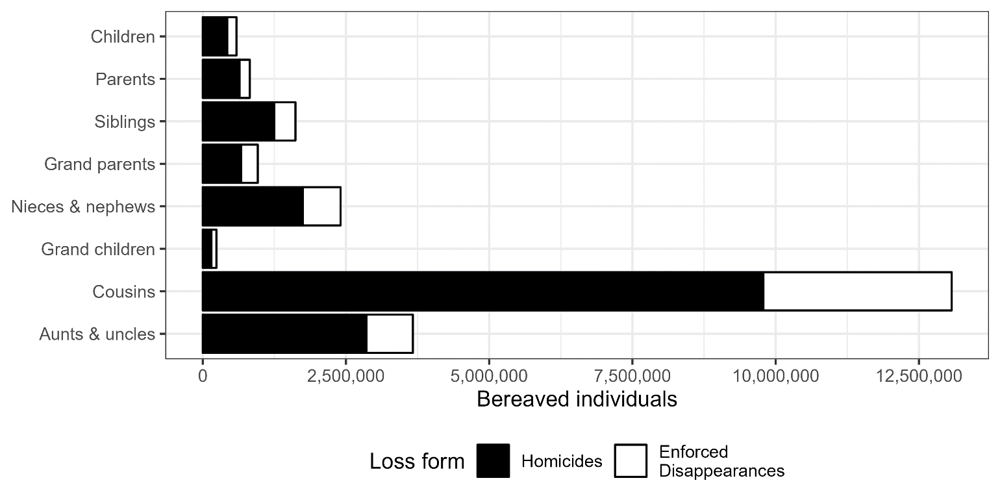 Children
Parents
Siblings
Grand parents
Nieces & nephews
Grand children
Cousins
Aunts & uncles
0 2,500,000 5,000,000 7,500,000 10,000,000 12,500,000
Bereaved individuals
Loss form Homicides Enforced
Disappearances